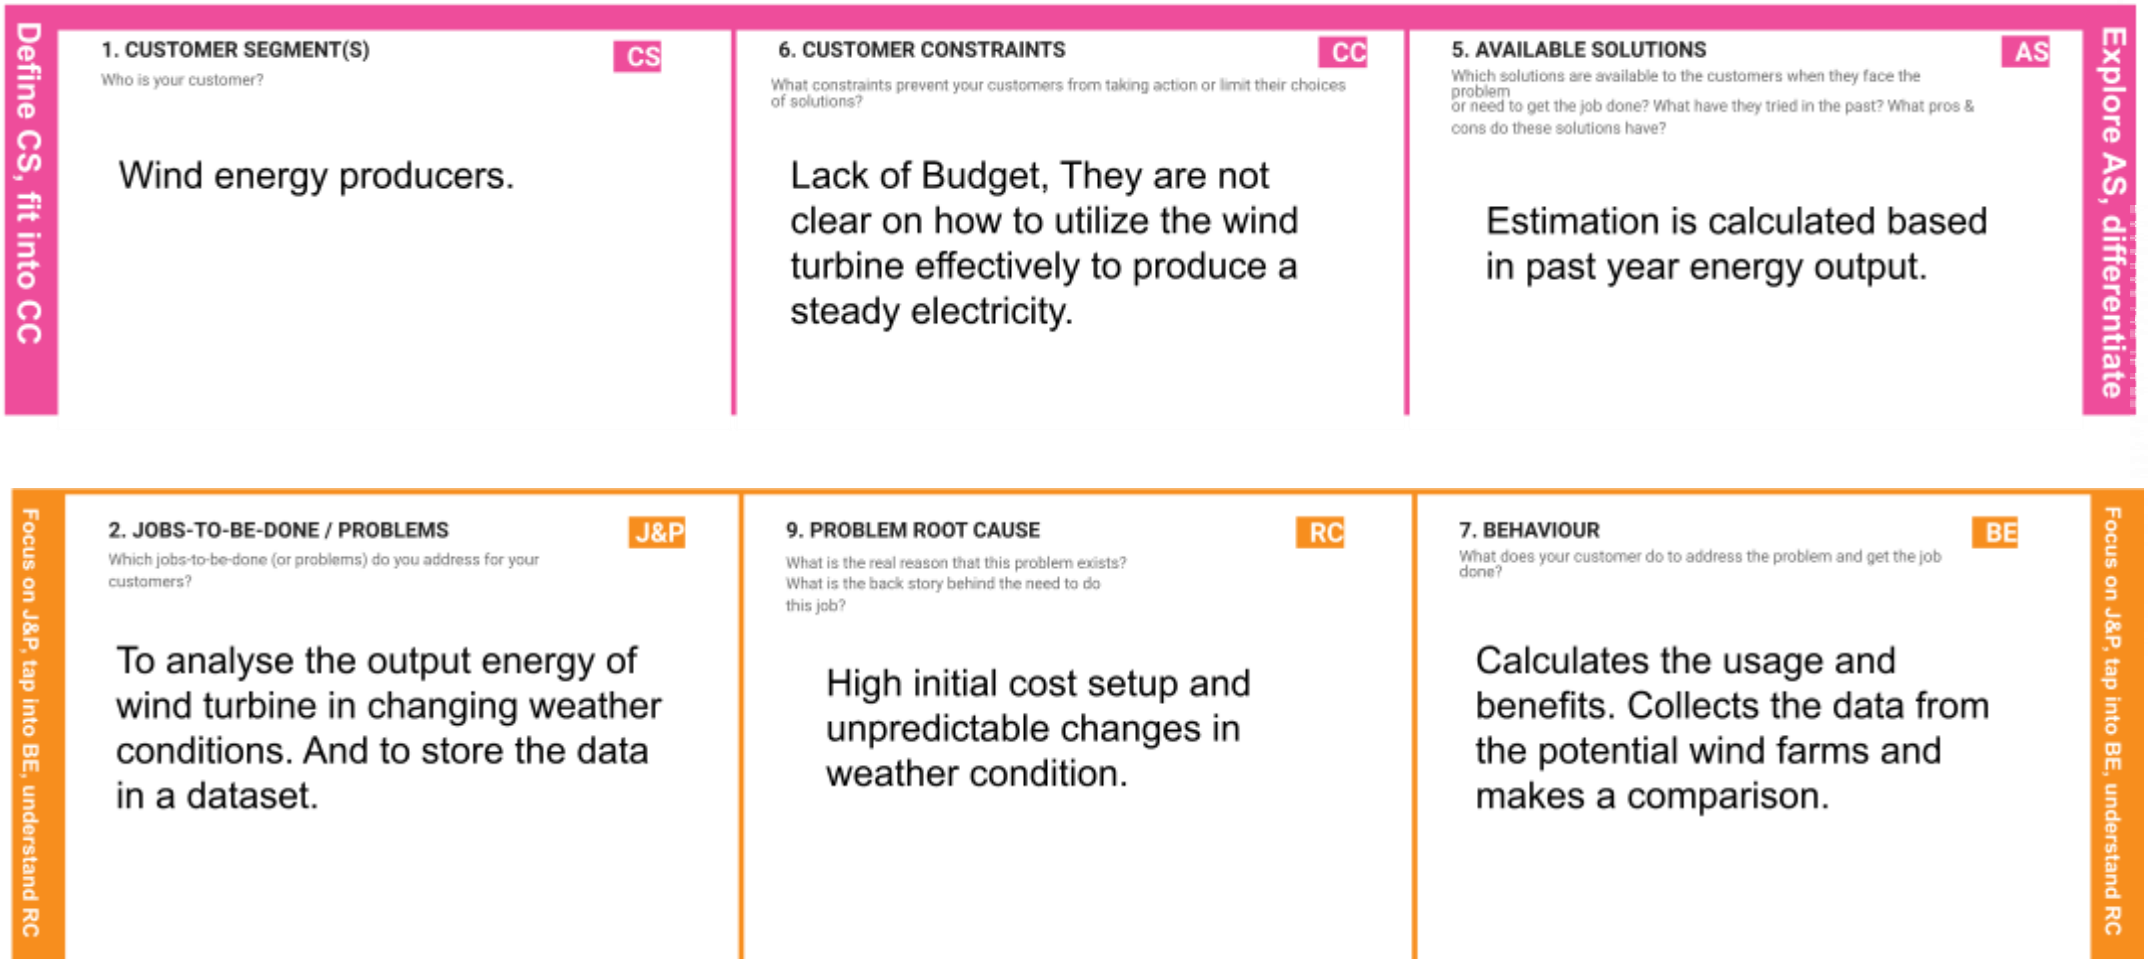 Define CS, fit into CC
1. CUSTOMER SEGMENT(S)
CS
Who is your customer?
Wind energy producers.
6. CUSTOMER CONSTRAINTS
CC
What constraints prevent your customers from taking action or limit their choices
of solutions?
Lack of Budget, They are not
clear on how to utilize the wind
turbine effectively to produce a
steady electricity.
5. AVAILABLE SOLUTIONS
AS
Which solutions are available to the customers when they face the
problem
or need to get the job done? What have they tried in the past? What pros &
cons do these solutions have?
Estimation is calculated based
in past year energy output.
Explore AS, differentiate
Focus on J&P, tap into BE, understand RC
2. JOBS-TO-BE-DONE / PROBLEMS
J&P
Which jobs-to-be-done (or problems) do you address for your
customers?
To analyse the output energy of
wind turbine in changing weather
conditions. And to store the data
in a dataset.
9. PROBLEM ROOT CAUSE
RC
What is the real reason that this problem exists?
What is the back story behind the need to do
this job?
High initial cost setup and
unpredictable changes in
weather condition.
7. BEHAVIOUR
BE
What does your customer do to address the problem and get the job
done?
Calculates the usage and
benefits. Collects the data from
the potential wind farms and
makes a comparison.
Focus on J&P, tap into BE, understand RC